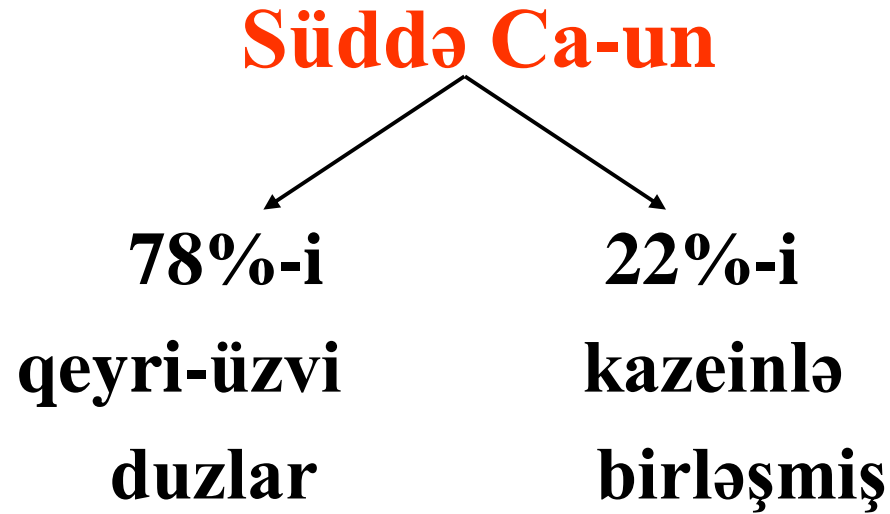 Süddə Ca-un
78%-i
qeyri-üzvi
duzlar
22%-i
kazeinlə
birləşmiş